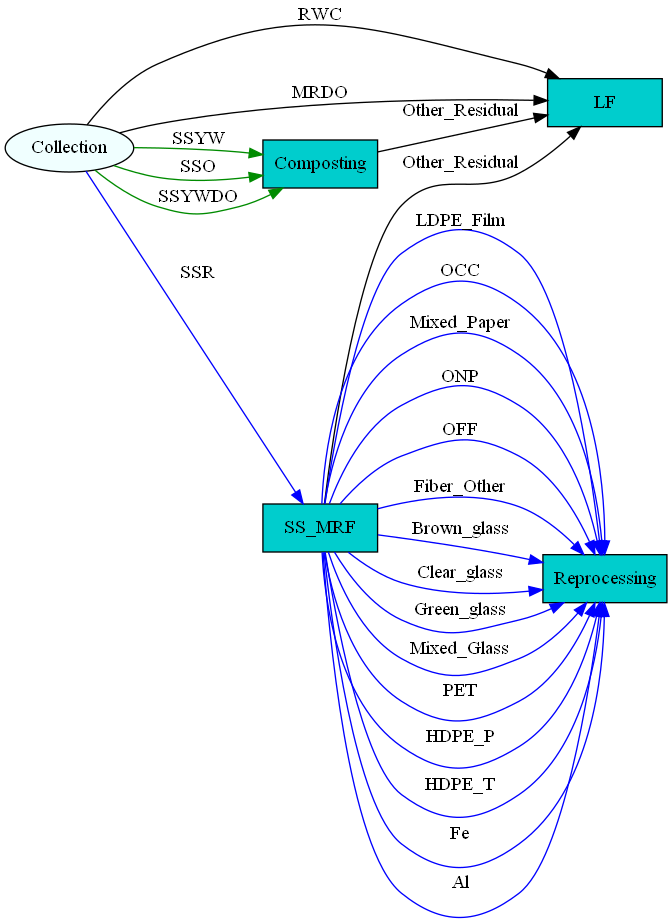 RWC
MRDO
LF
Other_Residual
Collection
SSYW
Composting
SSO
Other_Residual
SSYWDO
LDPE_Film
SSR
OCC
Mixed_Paper
ONP
OFF
Fiber_Other
SS_MRF
Brown_glass
Clear_glass
Reprocessing
Green_glass
Mixed_Glass
PET
HDPE_P
HDPE_T
Fe
Al